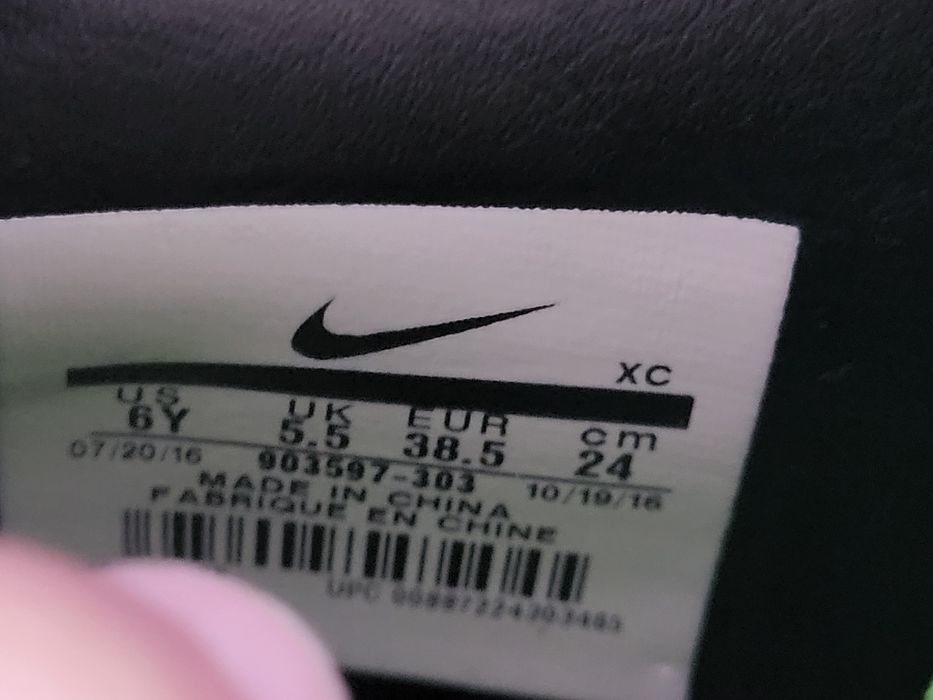 XC
US UK EUR cm
6Y 5.5 38.5 24
07/20/16 903597-303 10/19/16
MADE IN CHINA
FABRIQUE EN CHINE
UPC